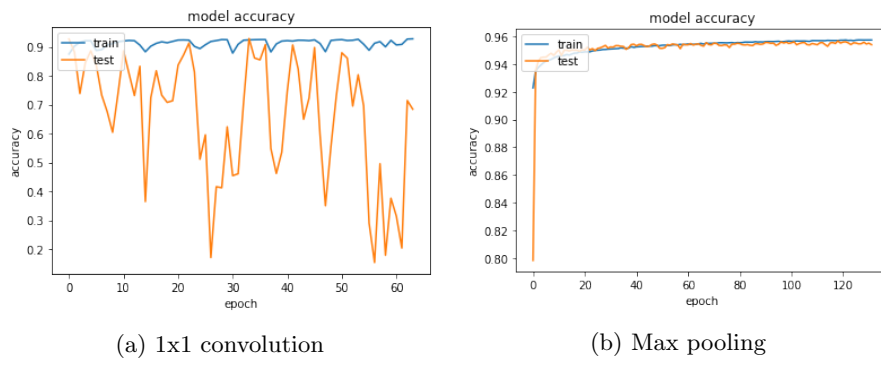 model accuracy
train
test
0.9
0.8
0.7
0.6
0.5
0.4
0.3
0.2
accuracy
0 10 20 30 40 50 60
epoch
(a) 1x1 convolution
model accuracy
train
test
0.96
0.94
0.92
0.90
0.88
0.86
0.84
0.82
0.80
accuracy
0 20 40 60 80 100 120
epoch
(b) Max pooling